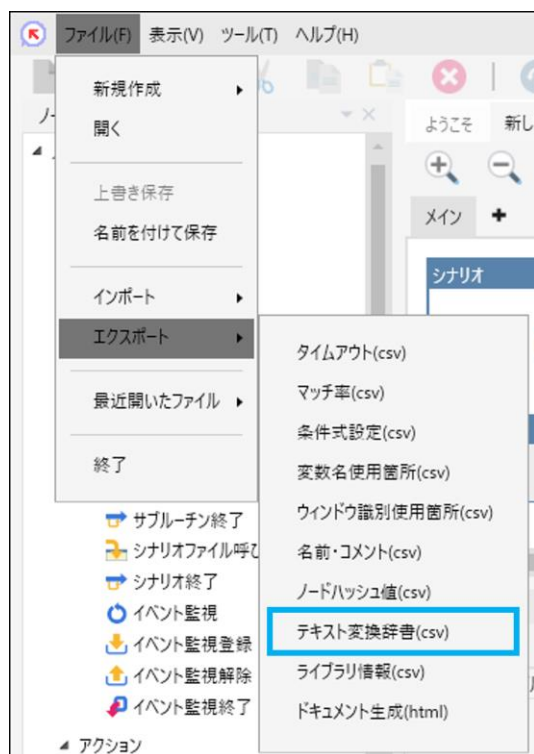 ファイル(F) 表示(V) ツール(T) ヘルプ(H)
新規作成
開く
上書き保存
名前を付けて保存
インポート
エクスポート
最近開いたファイル
終了
ようこそ
メイン
シナリオ
タイムアウト(csv)
マッチ率(csv)
条件式設定(csv)
変数名使用箇所(csv)
ウィンドウ識別使用箇所(csv)
名前・コメント(csv)
ノードハッシュ値(csv)
テキスト変換辞書(csv)
ライブラリ情報(csv)
ドキュメント生成(html)
サブルーチン終了
シナリオファイル呼び
シナリオ終了
イベント監視
イベント監視登録
イベント監視解除
イベント監視終了
アクション